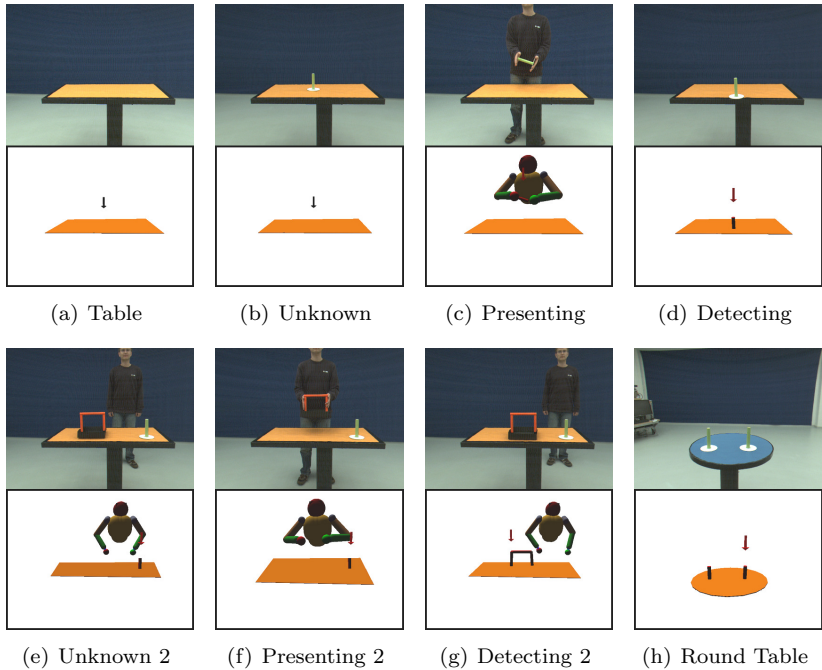 (a) Table
(b) Unknown
(c) Presenting
(d) Detecting
(e) Unknown 2
(f) Presenting 2
(g) Detecting 2
(h) Round Table